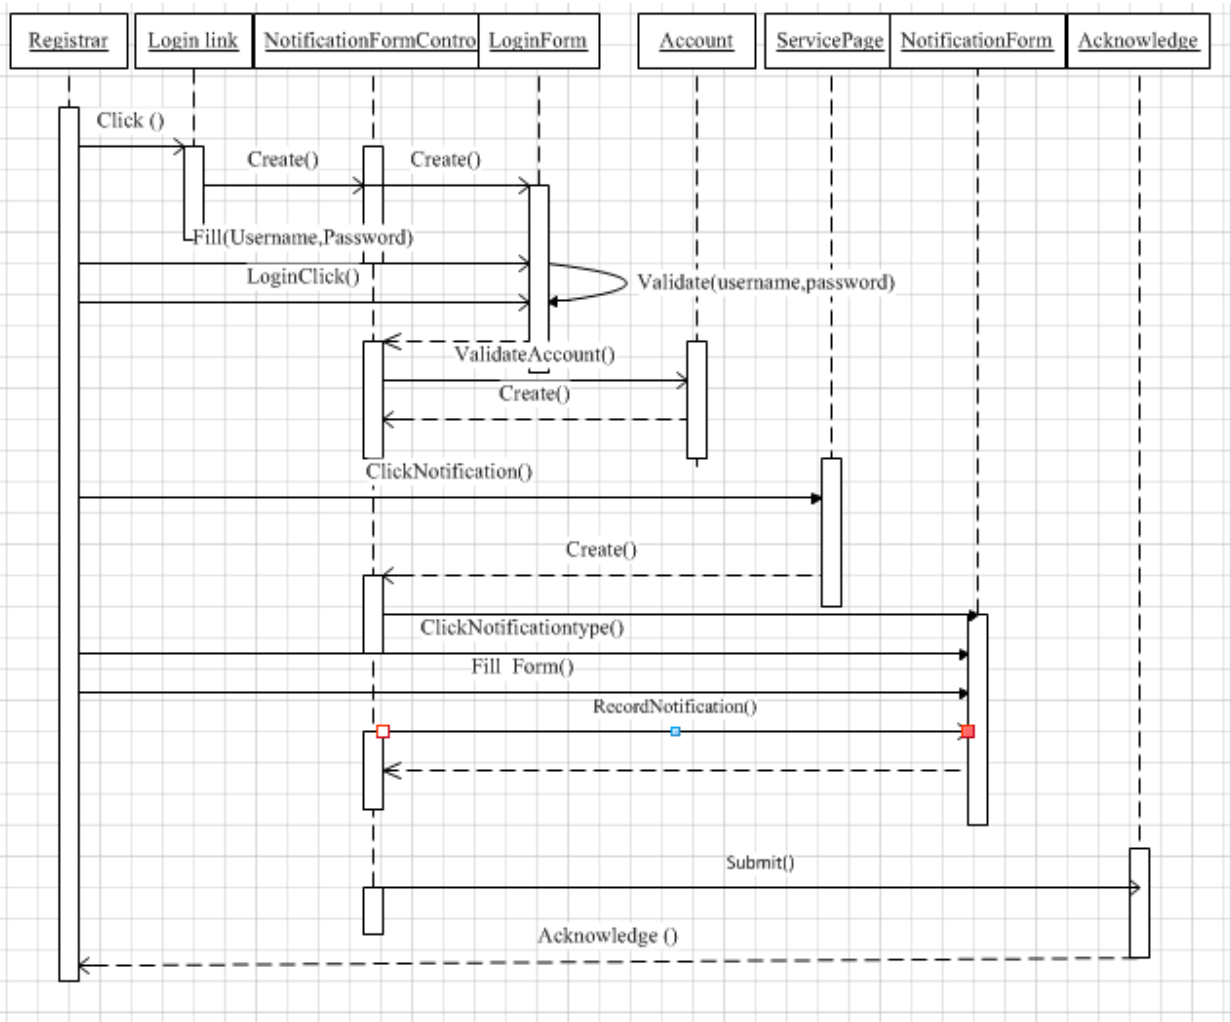 Registrar
Login link
NotificationFormContro
LoginForm
Account
ServicePage
NotificationForm
Acknowledge
Click ()
Create()
Create()
Fill(Username,Password)
LoginClick()
Validate(username,password)
ValidateAccount()
Create()
ClickNotification()
Create()
ClickNotificationtype()
Fill Form()
RecordNotification()
Submit()
Acknowledge ()